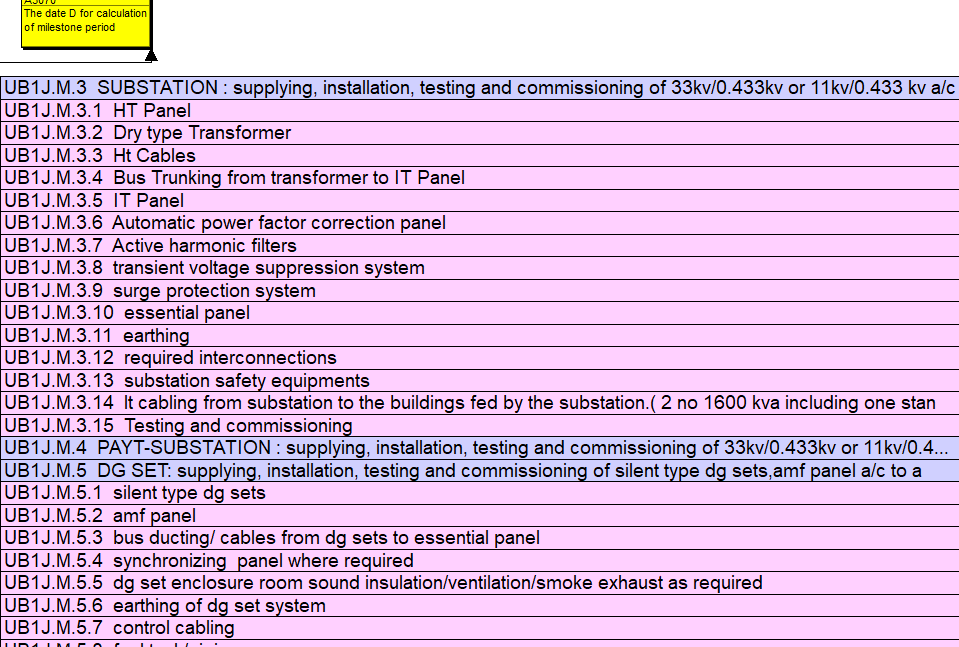 A5070
The date D for calculation
of milestone period
UB1J.M.3 SUBSTATION : supplying, installation, testing and commissioning of 33kv/0.433kv or 11kv/0.433 kv a/c
UB1J.M.3.1 HT Panel
UB1J.M.3.2 Dry type Transformer
UB1J.M.3.3 Ht Cables
UB1J.M.3.4 Bus Trunking from transformer to IT Panel
UB1J.M.3.5 IT Panel
UB1J.M.3.6 Automatic power factor correction panel
UB1J.M.3.7 Active harmonic filters
UB1J.M.3.8 transient voltage suppression system
UB1J.M.3.9 surge protection system
UB1J.M.3.10 essential panel
UB1J.M.3.11 earthing
UB1J.M.3.12 required interconnections
UB1J.M.3.13 substation safety equipments
UB1J.M.3.14 lt cabling from substation to the buildings fed by the substation.( 2 no 1600 kva including one stan
UB1J.M.3.15 Testing and commissioning
UB1J.M.4 PAYT-SUBSTATION : supplying, installation, testing and commissioning of 33kv/0.433kv or 11kv/0.4...
UB1J.M.5 DG SET: supplying, installation, testing and commissioning of silent type dg sets,amf panel a/c to a
UB1J.M.5.1 silent type dg sets
UB1J.M.5.2 amf panel
UB1J.M.5.3 bus ducting/ cables from dg sets to essential panel
UB1J.M.5.4 synchronizing panel where required
UB1J.M.5.5 dg set enclosure room sound insulation/ventilation/smoke exhaust as required
UB1J.M.5.6 earthing of dg set system
UB1J.M.5.7 control cabling